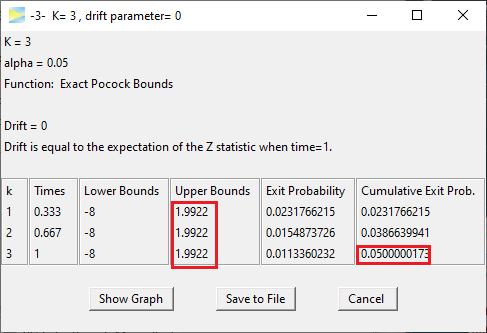 -3-  K= 3 , drift parameter= 0
K = 3
alpha = 0.05
Function:  Exact Pocock Bounds
Drift = 0
Drift is equal to the expectation of the Z statistic when time=1.
k Times Lower Bounds Upper Bounds Exit Probability Cumulative Exit Prob.
1 0.333 -8 1.9922 0.0231766215 0.0231766215
2 0.667 -8 1.9922 0.0154873726 0.0386639941
3 1 -8 1.9922 0.0113360232 0.0500000173
Show Graph Save to File Cancel